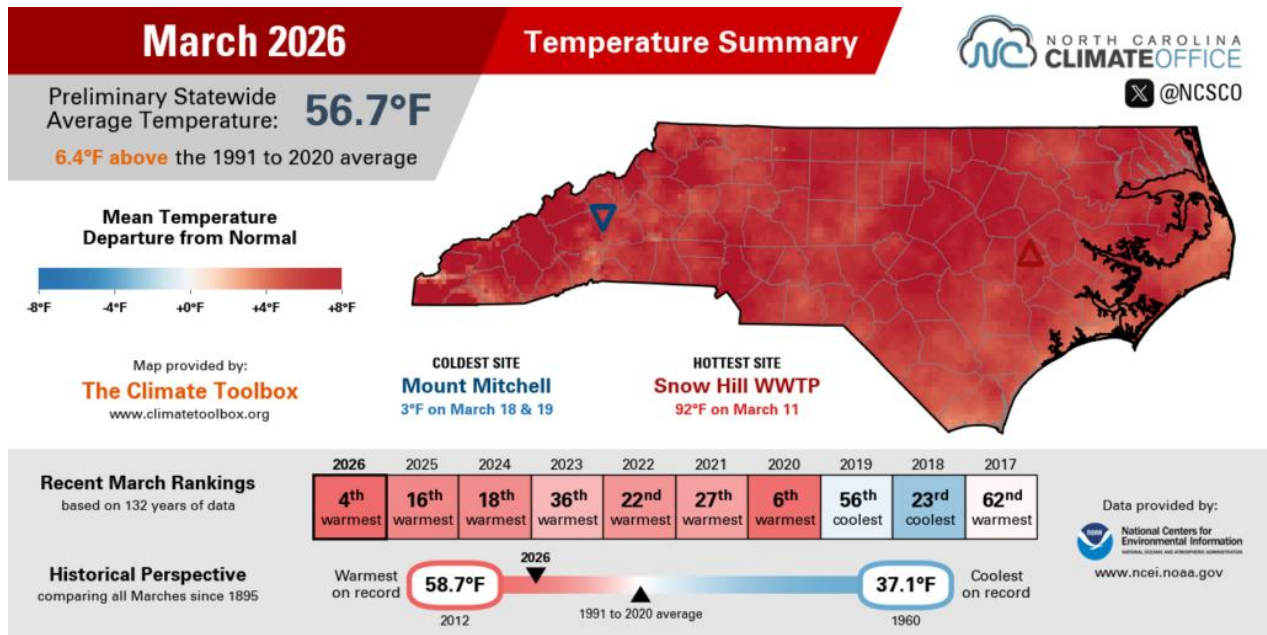 March 2026
Temperature Summary
NC
NORTH CAROLINA
CLIMATEOFFICE
X @NCSCO
Preliminary Statewide
Average Temperature:
56.7°F
6.4°F above the 1991 to 2020 average
Mean Temperature
Departure from Normal
-8°F -4°F +0°F +4°F +8°F
Map provided by:
The Climate Toolbox
www.climatetoolbox.org
COLDEST SITE
Mount Mitchell
3°F on March 18 & 19
HOTTEST SITE
Snow Hill WWTP
92°F on March 11
Recent March Rankings
based on 132 years of data
2026 2025 2024 2023 2022 2021 2020 2019 2018 2017
4th 16th 18th 36th 22nd 27th 6th 56th 23rd 62nd
warmest warmest warmest warmest warmest warmest warmest coolest coolest warmest
Historical Perspective
comparing all Marches since 1895
Warmest
on record
58.7°F
2012
2026
1991 to 2020 average
37.1°F
1960
Coolest
on record
Data provided by:
NOAA
National Centers for
Environmental Information
NATIONAL OCEANIC AND ATMOSPHERIC ADMINISTRATION
www.ncei.noaa.gov